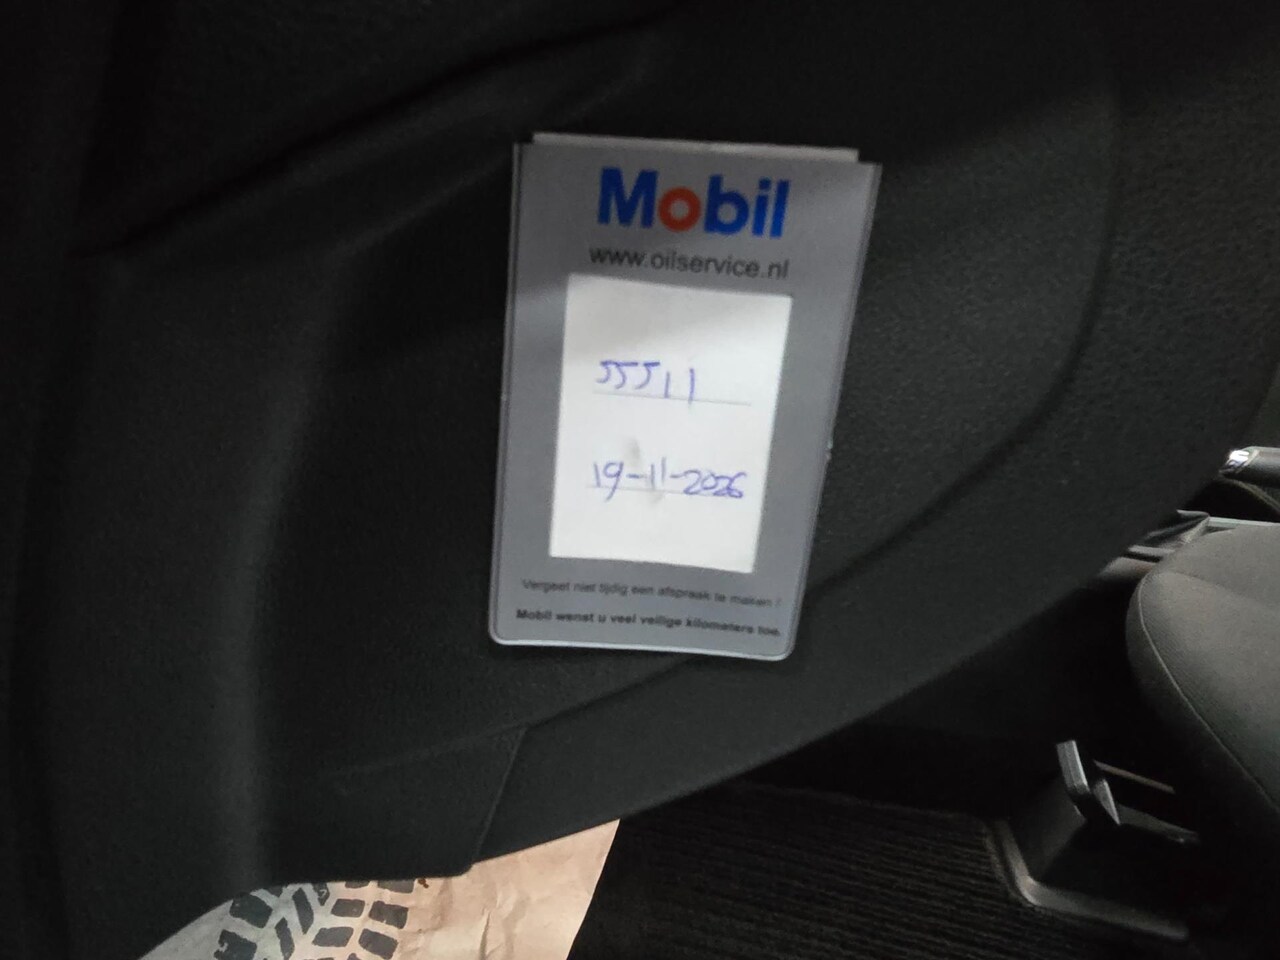 Mobil
www.oilservice.nl
55511
19-11-2026
Vergeet niet tijdig een afspraak te maken !
Mobil wenst u veel veilige kilometers toe.